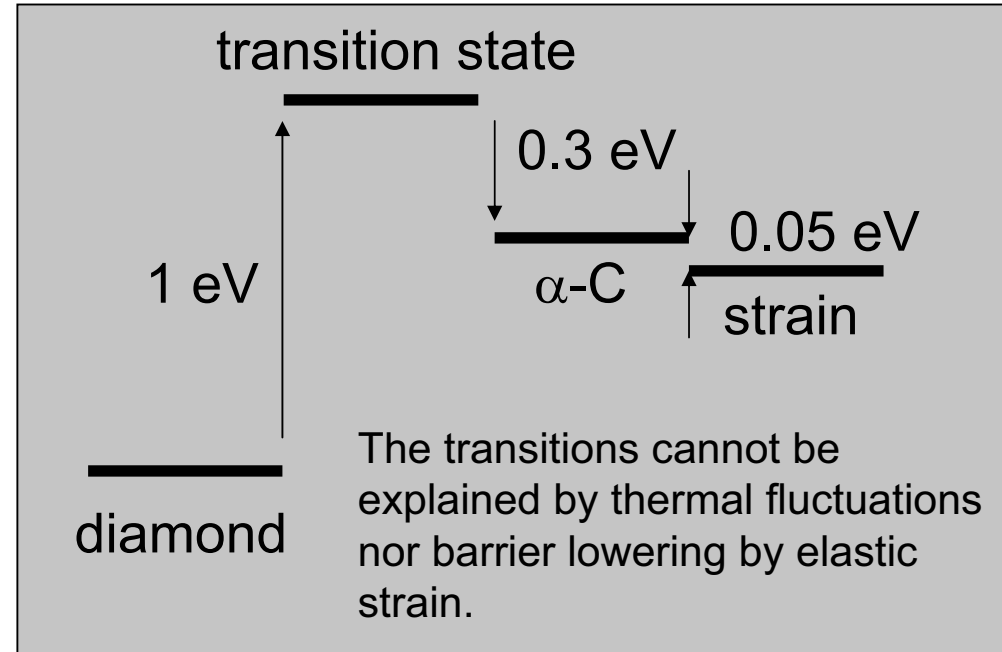 transition state
0.3 eV
0.05 eV
1 eV
α-C
strain
diamond
The transitions cannot be
explained by thermal fluctuations
nor barrier lowering by elastic
strain.